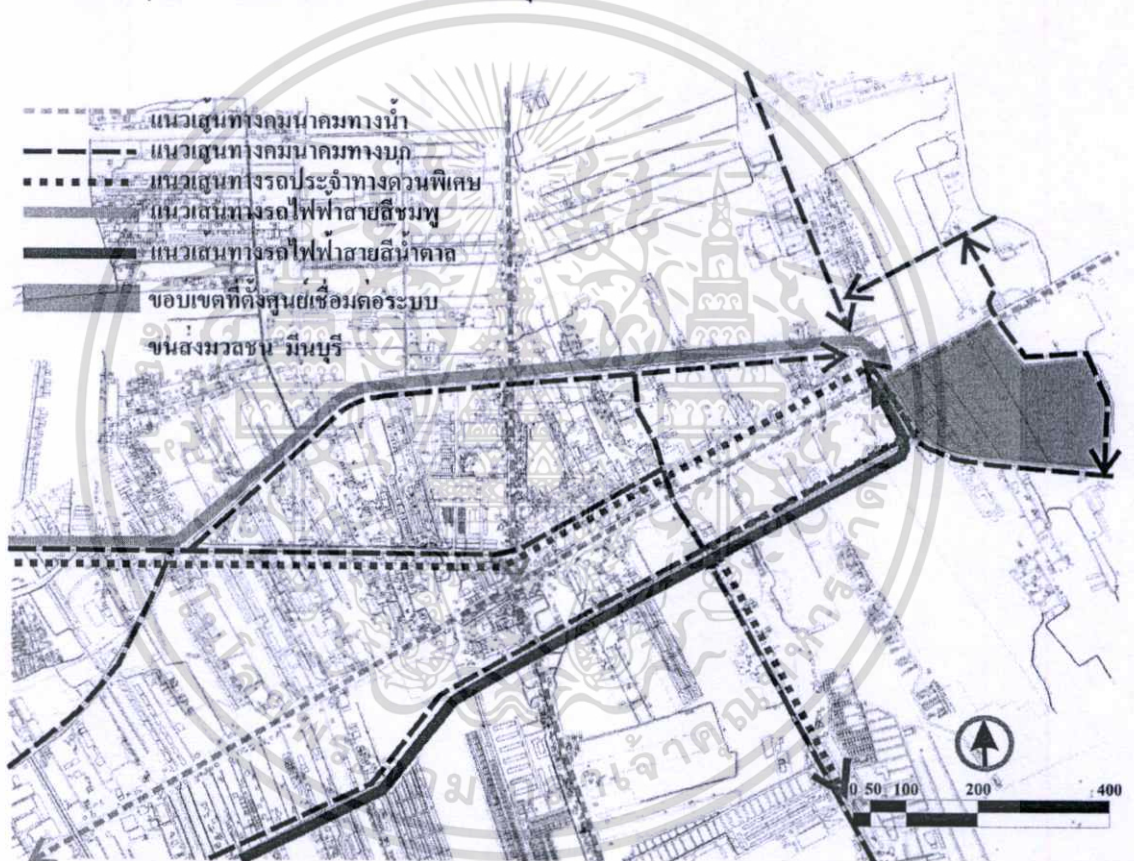 แนวเส้นทางคมนาคมทางน้ำ
แนวเส้นทางคมนาคมทางบก
แนวเส้นทางรถประจำทางด่วนพิเศษ
แนวเส้นทางรถไฟฟ้าสายสีชมพู
แนวเส้นทางรถไฟฟ้าสายสีน้ำตาล
ขอบเขตที่ตั้งศูนย์เชื่อมต่อระบบ
ขนส่งมวลชน มีนบุรี
0 50 100 200 400